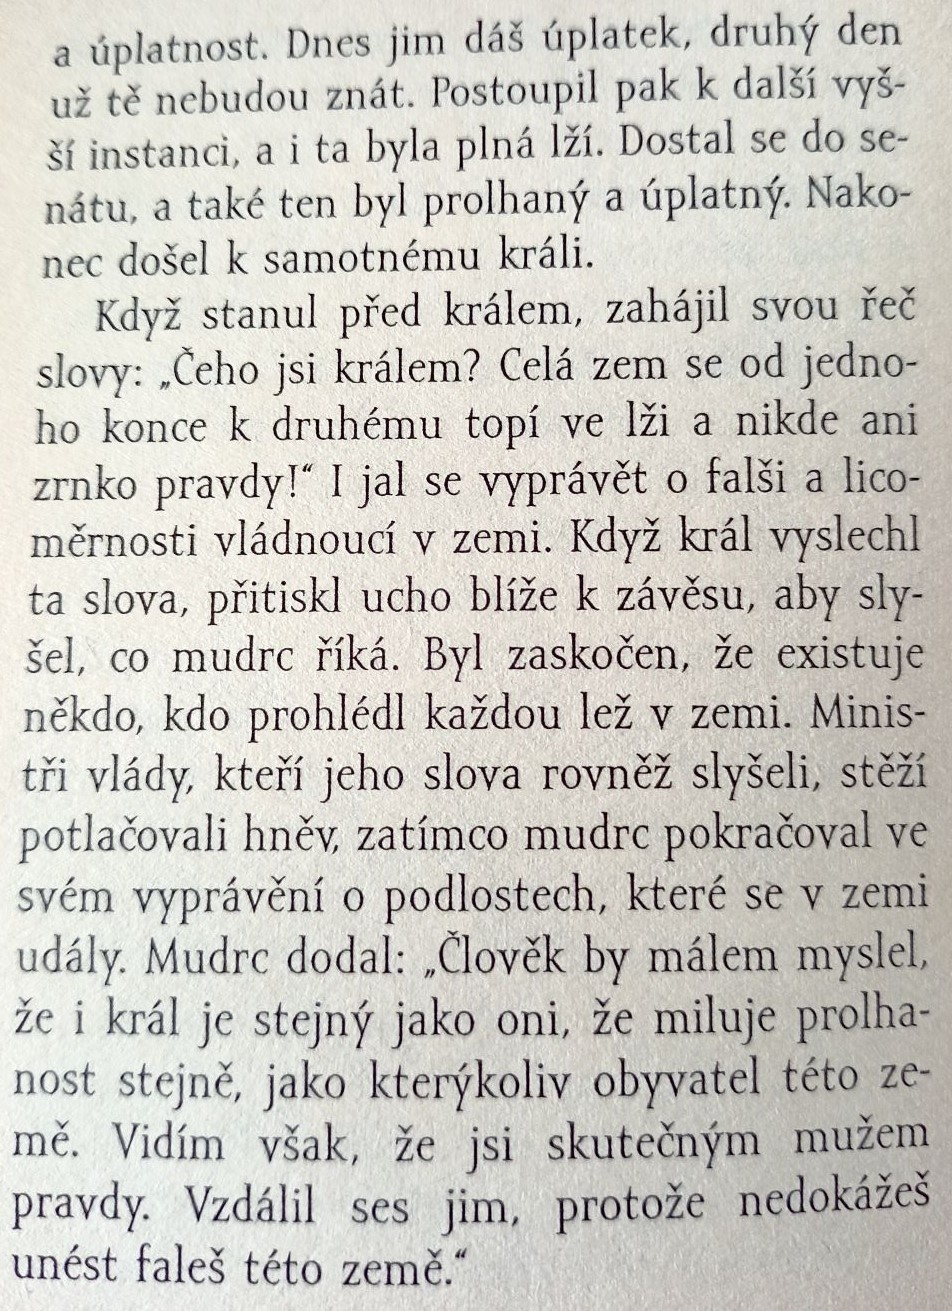 a úplatnost. Dnes jim dáš úplatek, druhý den
už tě nebudou znát. Postoupil pak k další vyš-
ší instanci, a i ta byla plná lží. Dostal se do se-
nátu, a také ten byl prolhaný a úplatný. Nako-
nec došel k samotnému králi.
Když stanul před králem, zahájil svou řeč
slovy: „Čeho jsi králem? Celá zem se od jedno-
ho konce k druhému topí ve lži a nikde ani
zrnko pravdy!“ I jal se vyprávět o falši a lico-
měrnosti vládnoucí v zemi. Když král vyslechl
ta slova, přitiskl ucho blíže k závěsu, aby sly-
šel, co mudrc říká. Byl zaskočen, že existuje
někdo, kdo prohlédl každou lež v zemi. Minis-
tři vlády, kteří jeho slova rovněž slyšeli, stěží
potlačovali hněv, zatímco mudrc pokračoval ve
svém vyprávění o podlostech, které se v zemi
udály. Mudrc dodal: „Člověk by málem myslel,
že i král je stejný jako oni, že miluje prolha-
nost stejně, jako kterýkoliv obyvatel této ze-
mě. Vidím však, že jsi skutečným mužem
pravdy. Vzdálil ses jim, protože nedokážeš
unést faleš této země.“